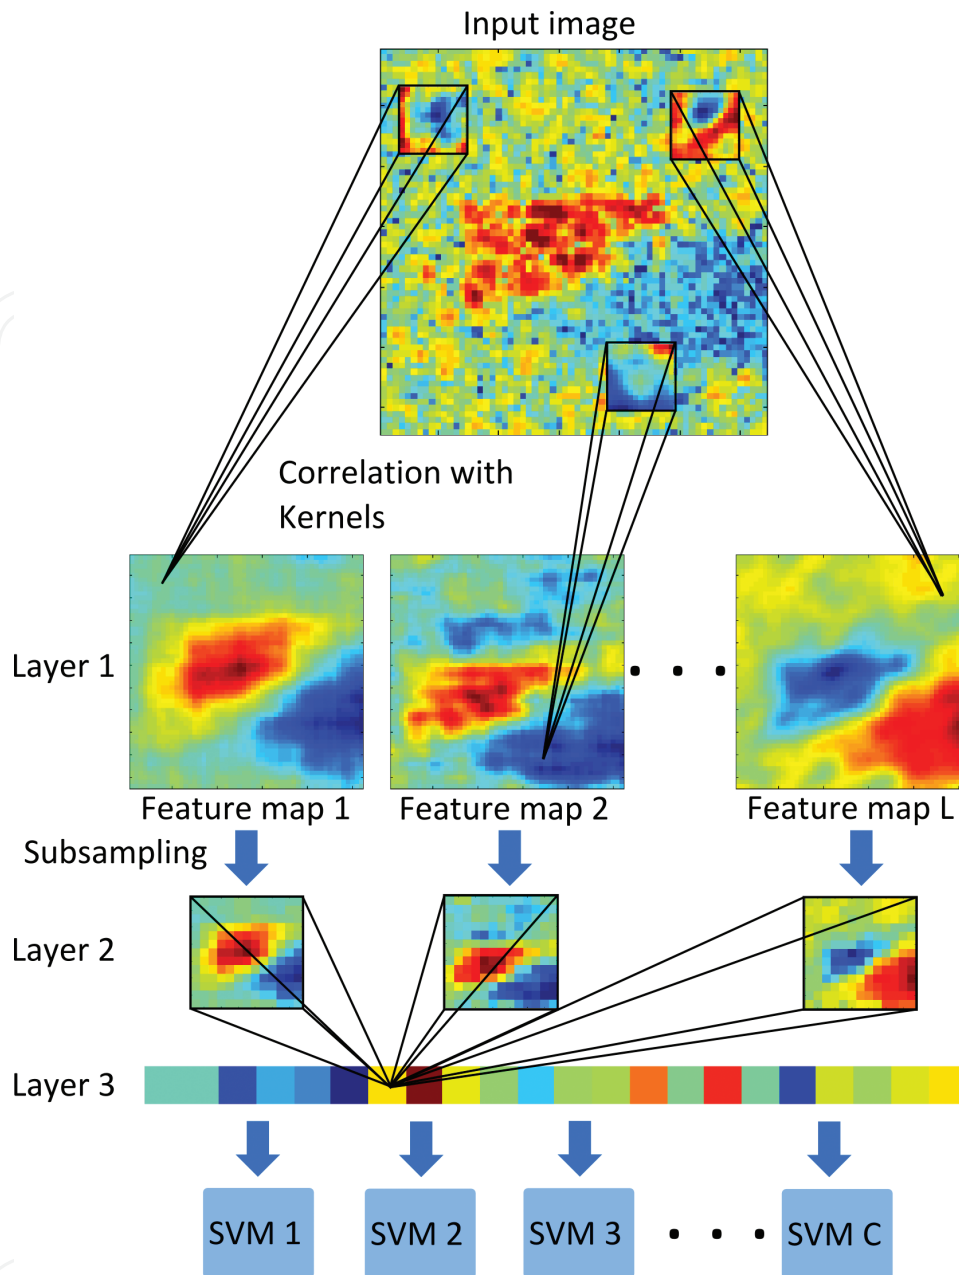 Input image
Correlation with
Kernels
Layer 1
Feature map 1
Feature map 2
Feature map L
Subsampling
Layer 2
Layer 3
SVM 1
SVM 2
SVM 3
SVM C